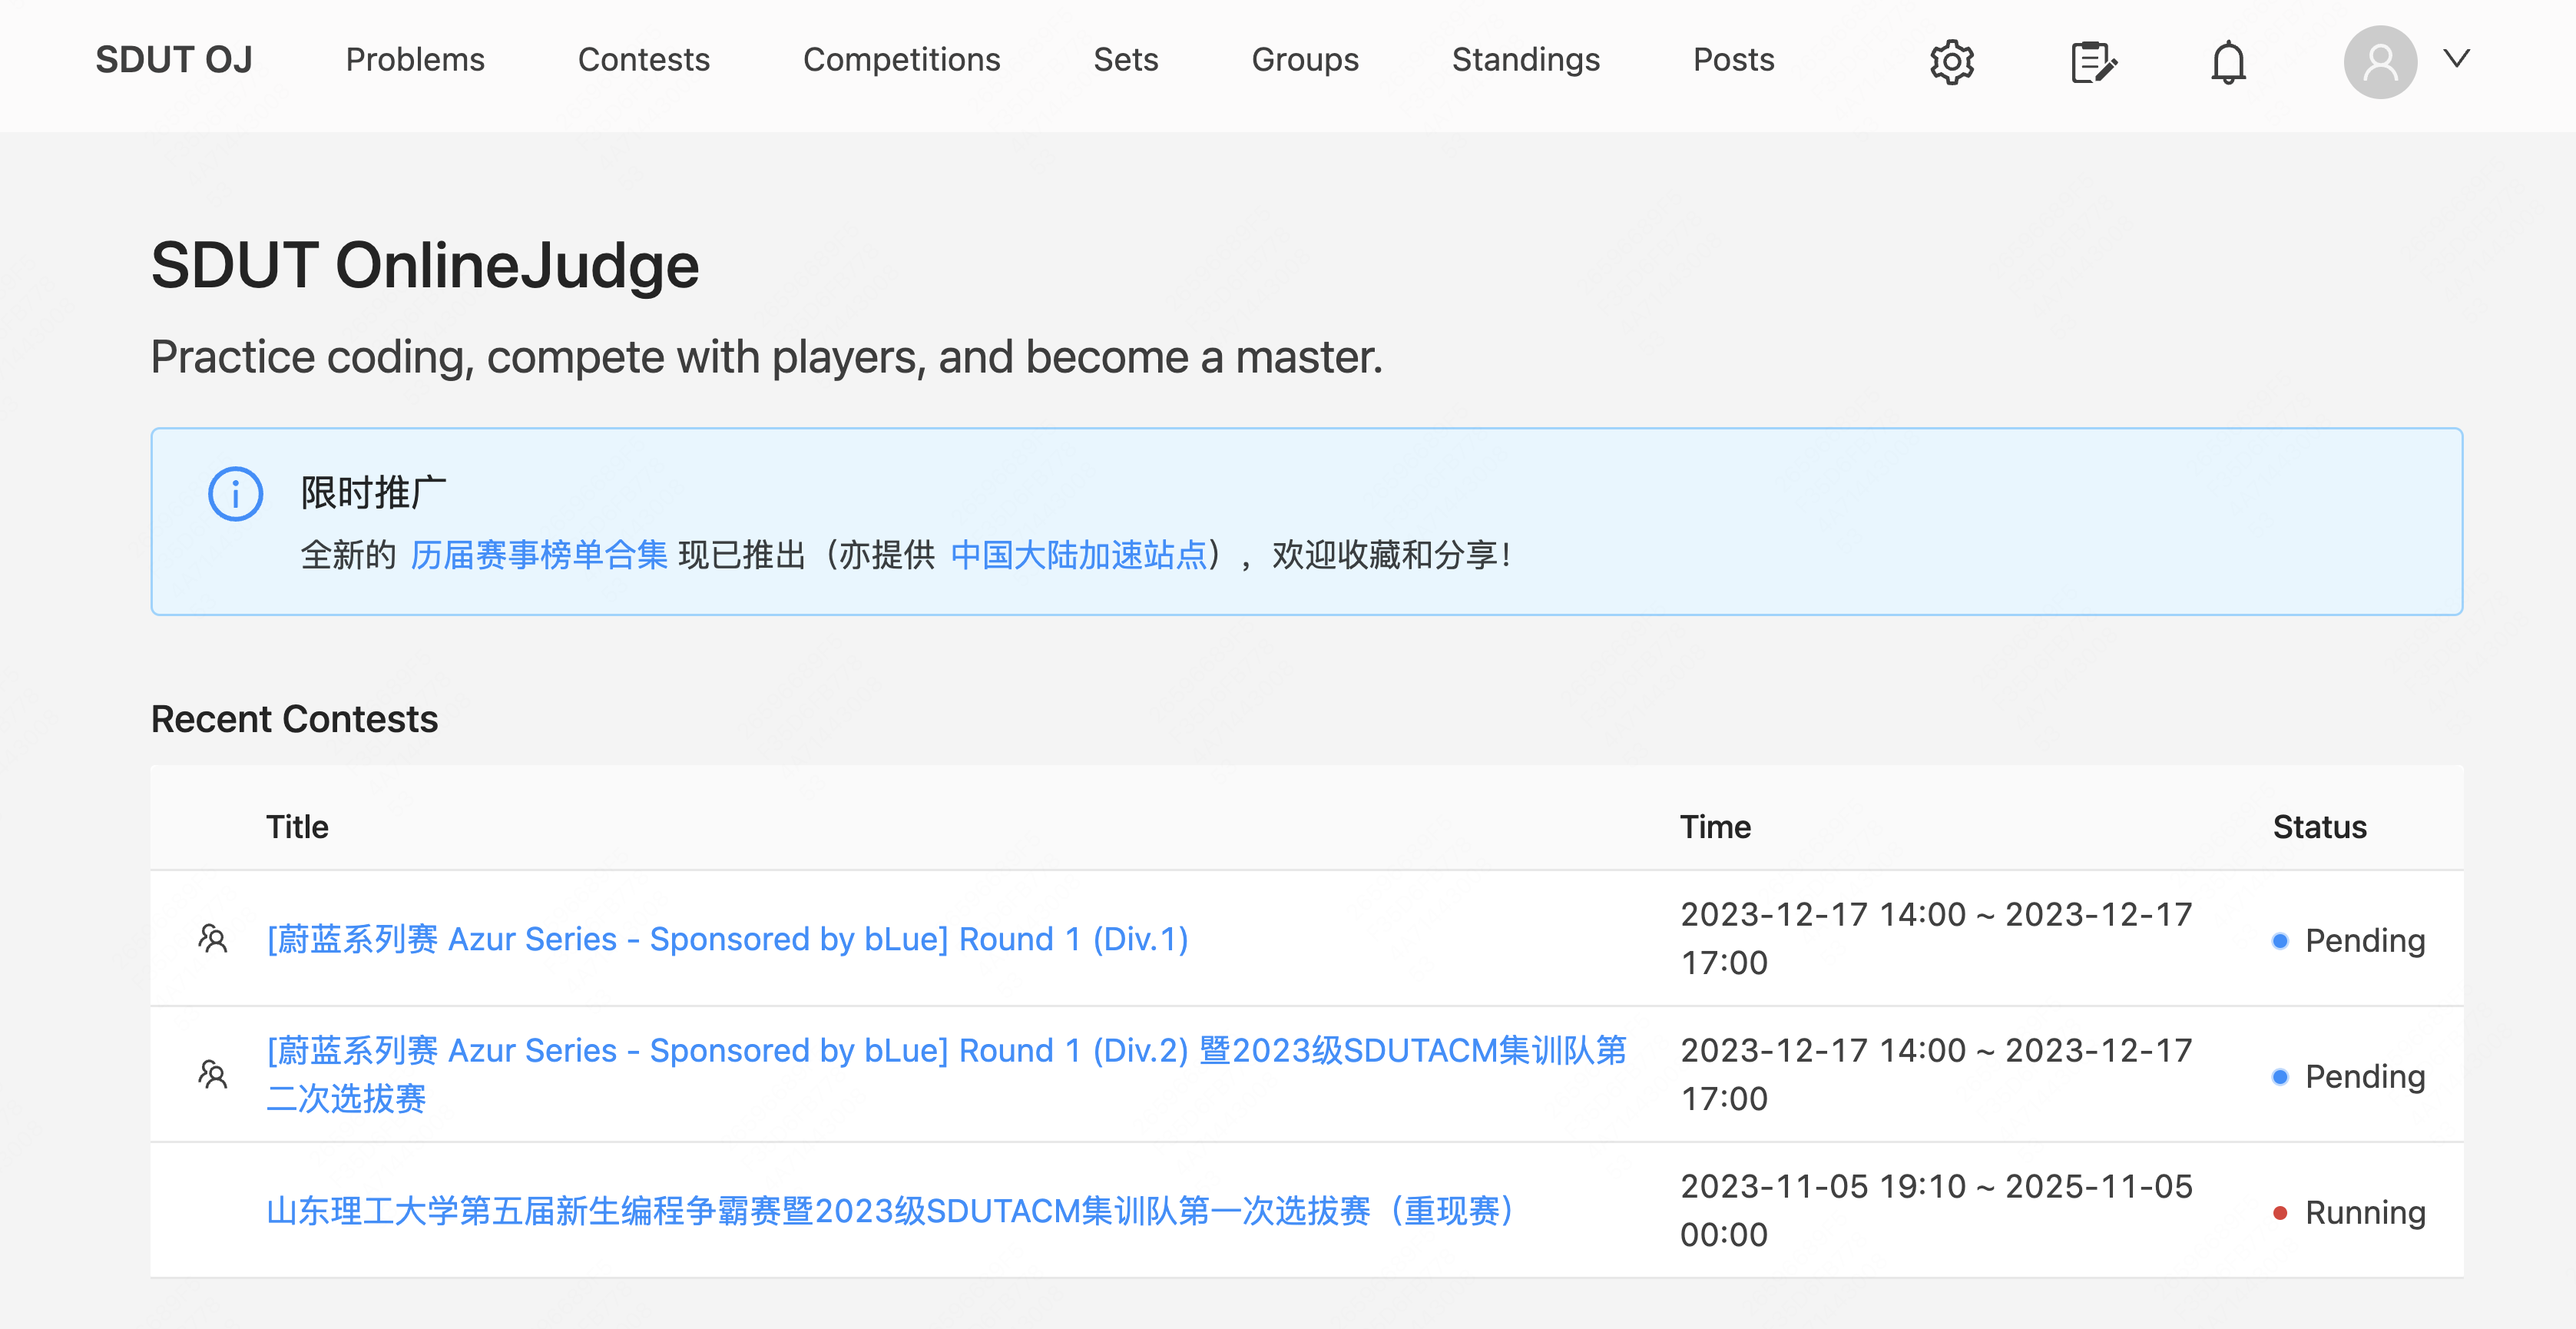 SDUT OJ Problems Contests Competitions Sets Groups Standings Posts
SDUT OnlineJudge
Practice coding, compete with players, and become a master.
限时推广
全新的 历届赛事榜单合集 现已推出（亦提供 中国大陆加速站点），欢迎收藏和分享！
Recent Contests
Title Time Status
[蔚蓝系列赛 Azur Series - Sponsored by bLue] Round 1 (Div.1)
2023-12-17 14:00 ~ 2023-12-17
17:00
Pending
[蔚蓝系列赛 Azur Series - Sponsored by bLue] Round 1 (Div.2) 暨2023级SDUTACM集训队第
二次选拔赛
2023-12-17 14:00 ~ 2023-12-17
17:00
Pending
山东理工大学第五届新生编程争霸赛暨2023级SDUTACM集训队第一次选拔赛（重现赛）
2023-11-05 19:10 ~ 2025-11-05
00:00
Running